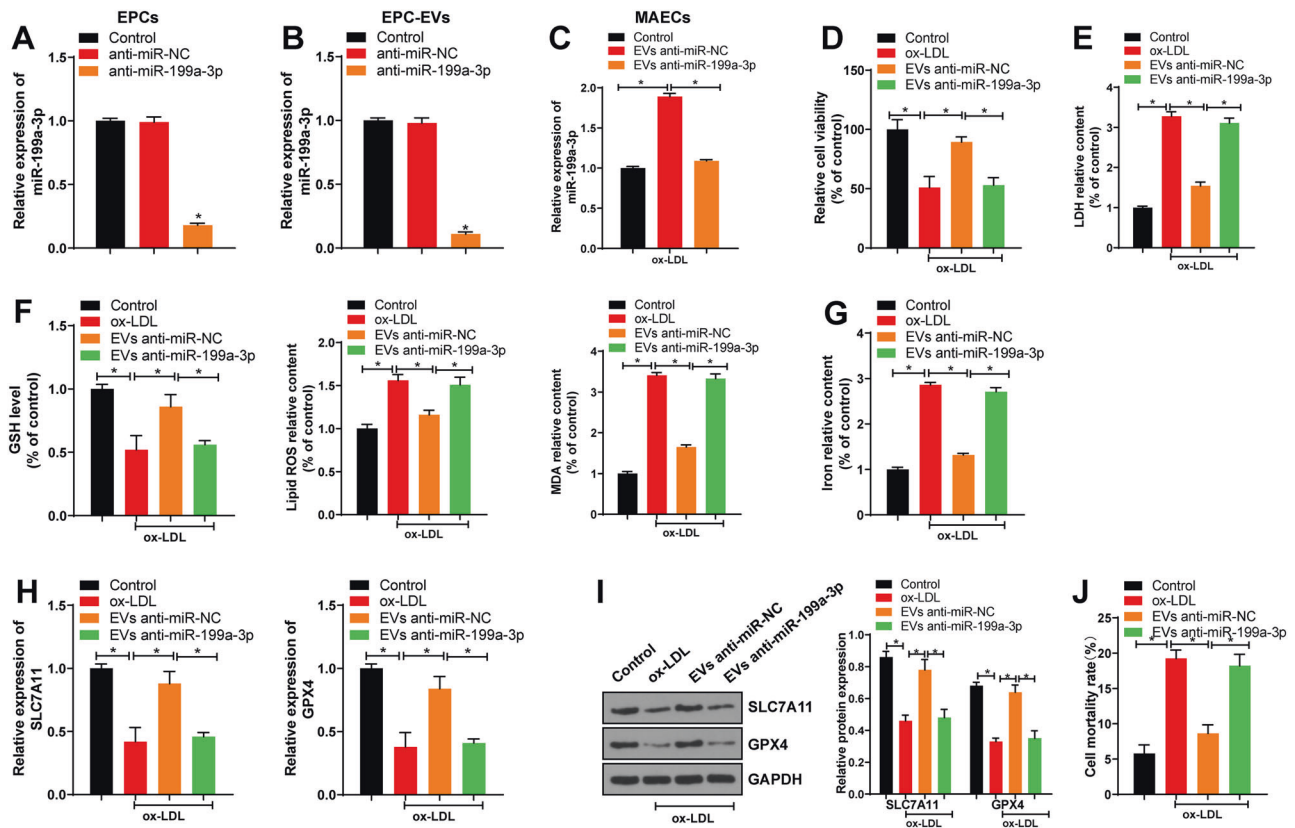 EPCs
A
Control
anti-miR-NC
anti-miR-199a-3p
Relative expression of
miR-199a-3p
1.5
1.0
0.5
0.0
*
EPC-EVs
B
Control
anti-miR-NC
anti-miR-199a-3p
Relative expression of
miR-199a-3p
1.5
1.0
0.5
0.0
*
MAECs
C
Control
EVs anti-miR-NC
EVs anti-miR-199a-3p
Relative expression of
miR-199a-3p
2.0
1.5
1.0
0.5
0.0
* *
ox-LDL
D
Control
ox-LDL
EVs anti-miR-NC
EVs anti-miR-199a-3p
Relative cell viability
(% of control)
150
100
50
0
* * *
ox-LDL
E
Control
ox-LDL
EVs anti-miR-NC
EVs anti-miR-199a-3p
LDH relative content
(% of control)
4
3
2
1
0
* * *
ox-LDL
F
Control
ox-LDL
EVs anti-miR-NC
EVs anti-miR-199a-3p
GSH level
(% of control)
1.5
1.0
0.5
0.0
* * *
ox-LDL
Control
ox-LDL
EVs anti-miR-NC
EVs anti-miR-199a-3p
Lipid ROS relative content
(% of control)
2.0
1.5
1.0
0.5
0.0
* * *
ox-LDL
Control
ox-LDL
EVs anti-miR-NC
EVs anti-miR-199a-3p
MDA relative content
(% of control)
4
3
2
1
0
* * *
ox-LDL
G
Control
ox-LDL
EVs anti-miR-NC
EVs anti-miR-199a-3p
Iron relative content
(% of control)
4
3
2
1
0
* * *
ox-LDL
H
Control
ox-LDL
EVs anti-miR-NC
EVs anti-miR-199a-3p
Relative expression of
SLC7A11
1.5
1.0
0.5
0.0
* * *
ox-LDL
Control
ox-LDL
EVs anti-miR-NC
EVs anti-miR-199a-3p
Relative expression of
GPX4
1.5
1.0
0.5
0.0
* * *
ox-LDL
I
Control
ox-LDL
EVs anti-miR-NC
EVs anti-miR-199a-3p
SLC7A11
GPX4
GAPDH
ox-LDL
Control
ox-LDL
EVs anti-miR-NC
EVs anti-miR-199a-3p
Relative protein expression
1.0
0.8
0.6
0.4
0.2
0.0
* * * * * *
SLC7A11 GPX4
ox-LDL ox-LDL
J
Control
ox-LDL
EVs anti-miR-NC
EVs anti-miR-199a-3p
Cell mortality rate(%)
25
20
15
10
5
0
* * *
ox-LDL